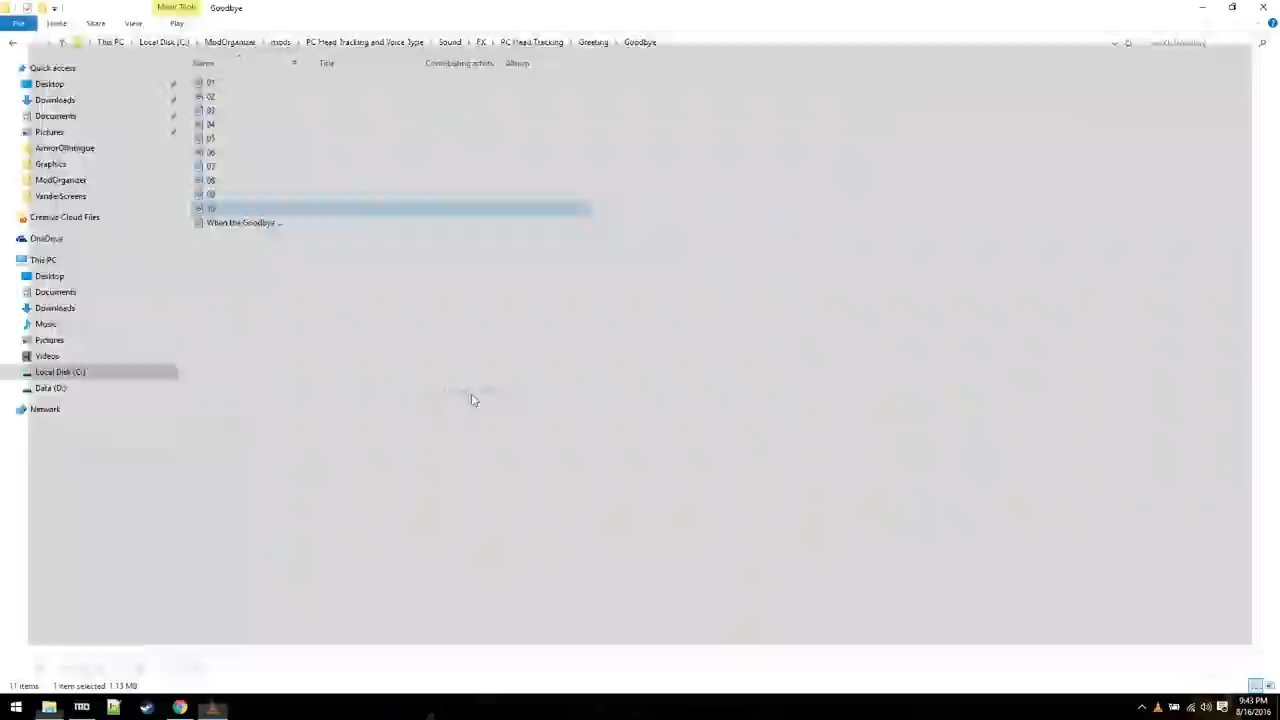 Music Tools
Goodbye
File
Home
Share
View
Play
This PC
Local Disk (C:)
ModOrganizer
mods
PC Head Tracking and Voice Type
Sound
FX
PC Head Tracking
Greeting
Goodbye
Name
#
Title
Contributing artists
Album
Quick access
Desktop
Downloads
Documents
Pictures
Graphics
ModOrganizer
VanderScreens
Creative Cloud Files
OneDrive
This PC
Desktop
Documents
Downloads
Music
Pictures
Videos
Local Disk (C:)
Data (D:)
Network
01
02
03
04
05
06
07
08
09
10
When the Goodbye ...
11 items
1 item selected 1.13 MB
9:43 PM
8/16/2016